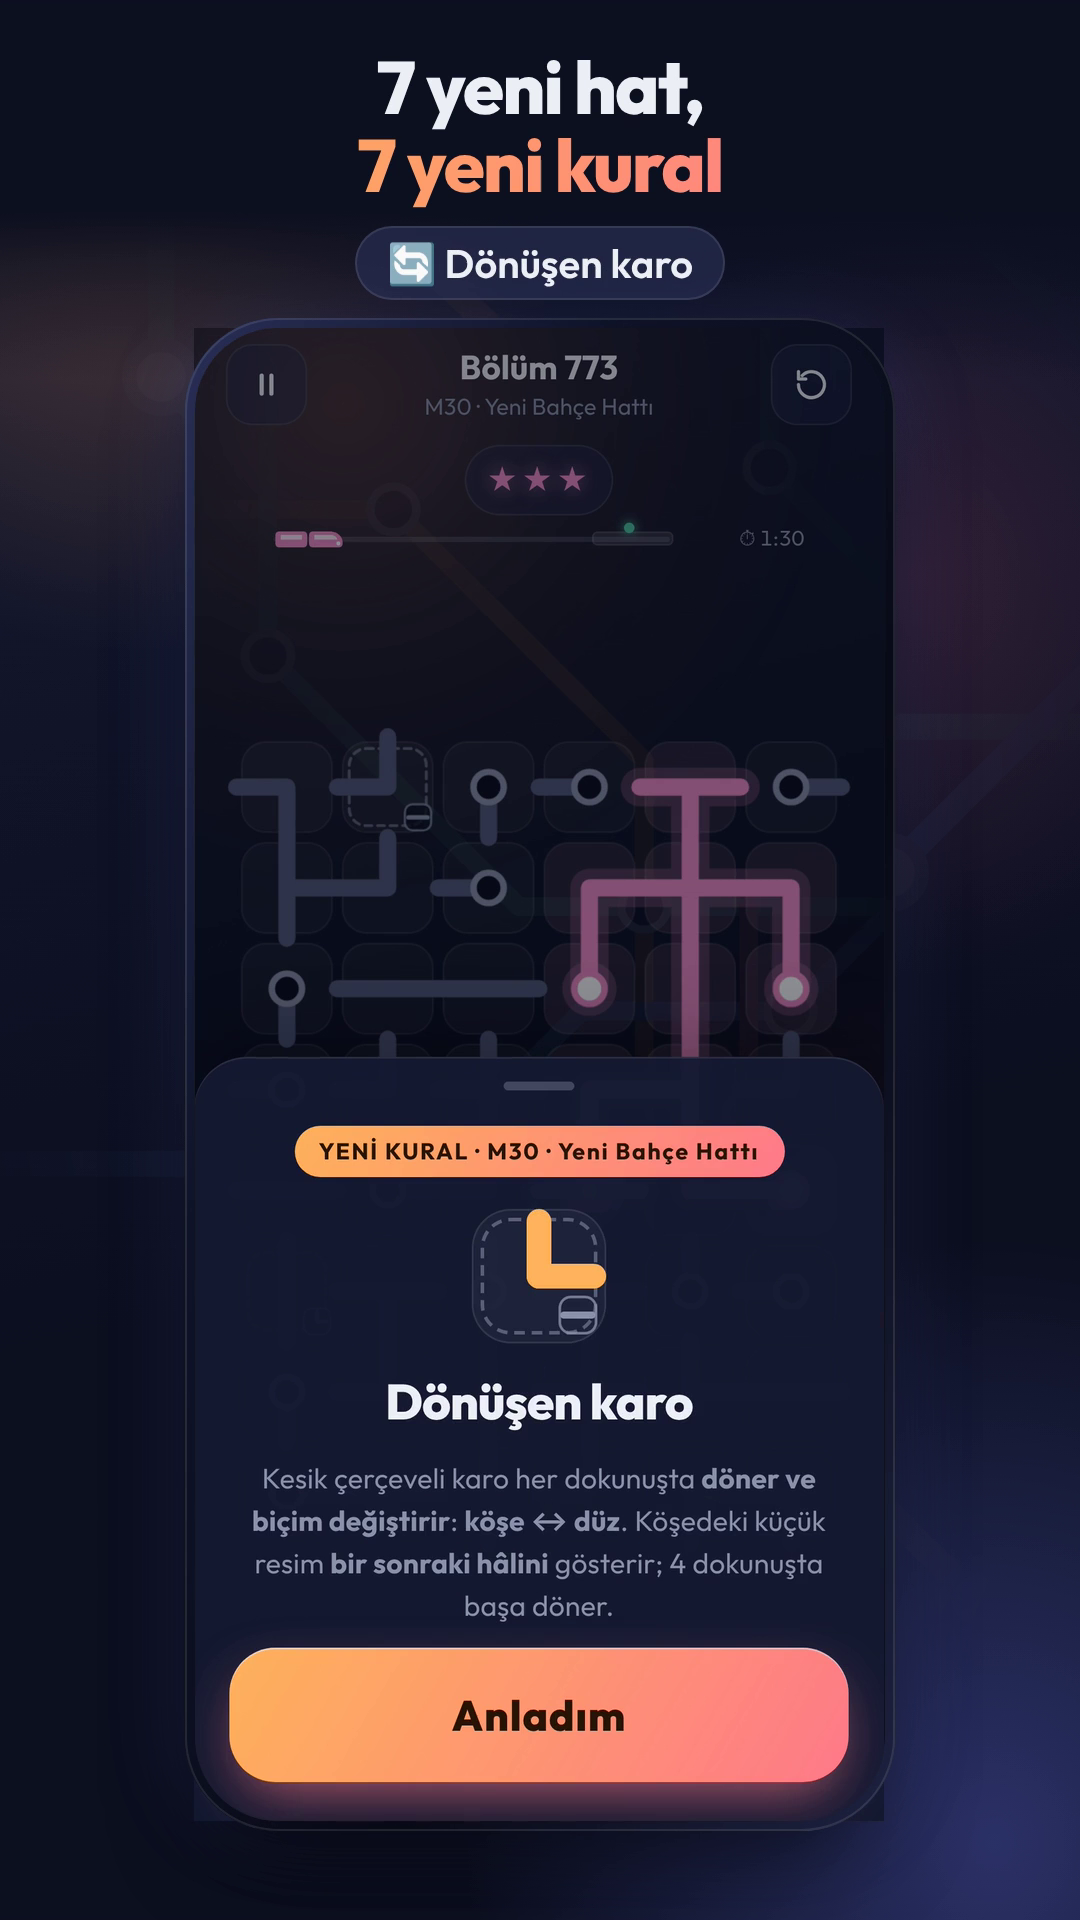 7 yeni hat,
7 yeni kural
Dönüşen karo
Bölüm 773
M30 · Yeni Bahçe Hattı
1:30
YENİ KURAL · M30 · Yeni Bahçe Hattı
Dönüşen karo
Kesik çerçeveli karo her dokunuşta döner ve
biçim değiştirir: köşe ↔ düz. Köşedeki küçük
resim bir sonraki hâlini gösterir; 4 dokunuşta
başa döner.
Anladım